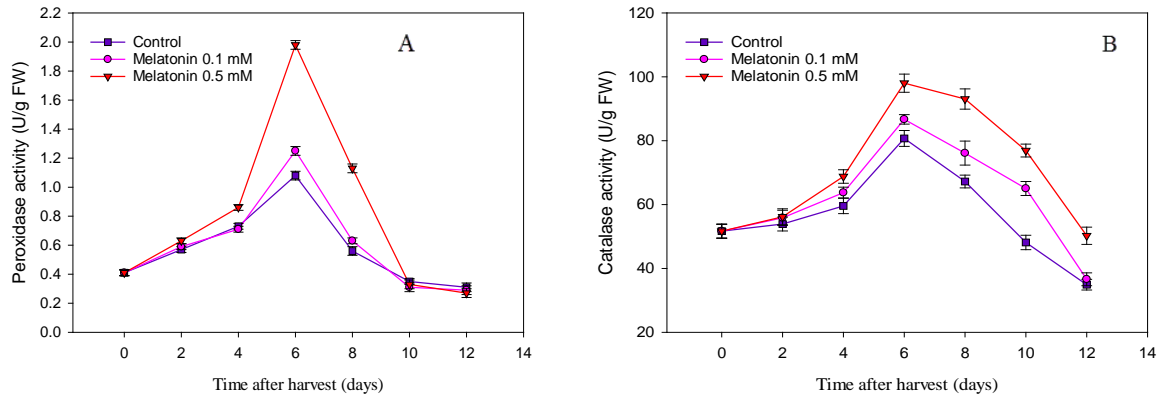 A
Control
Melatonin 0.1 mM
Melatonin 0.5 mM
Peroxidase activity (U/g FW)
2.2
2.0
1.8
1.6
1.4
1.2
1.0
0.8
0.6
0.4
0.2
0.0
0 2 4 6 8 10 12 14
Time after harvest (days)
B
Control
Melatonin 0.1 mM
Melatonin 0.5 mM
Catalase activity (U/g FW)
120
100
80
60
40
20
0 2 4 6 8 10 12 14
Time after harvest (days)